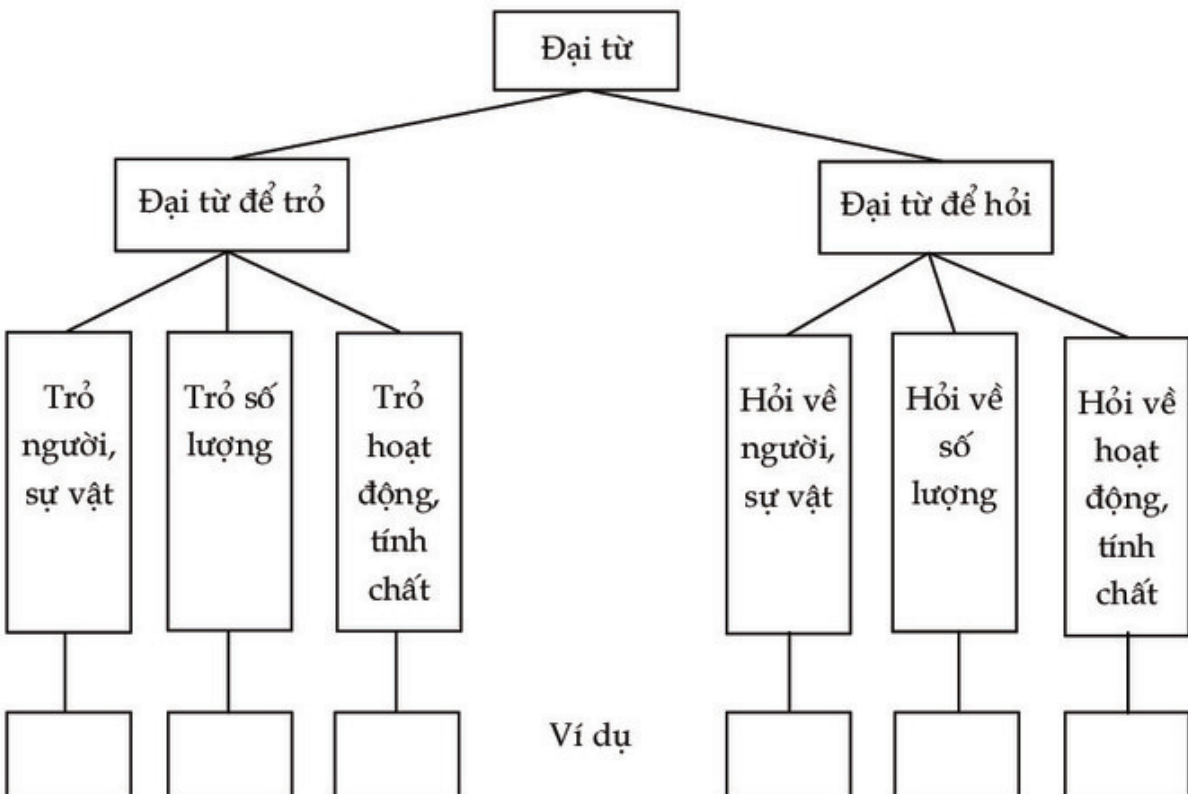 Đại từ
Đại từ để trỏ
Đại từ để hỏi
Trỏ
người,
sự vật
Trỏ số
lượng
Trỏ
hoạt
động,
tính
chất
Hỏi về
người,
sự vật
Hỏi về
số
lượng
Hỏi về
hoạt
động,
tính
chất
Ví dụ